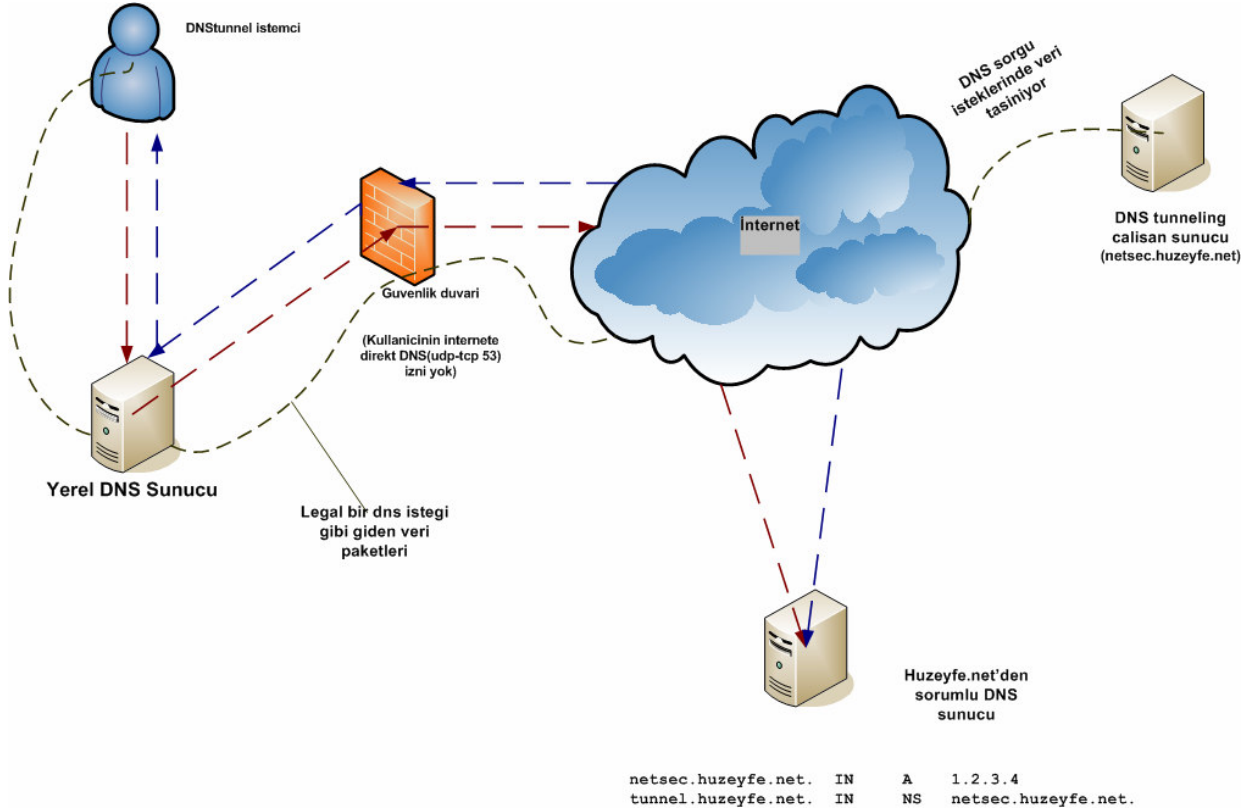 DNStunnel istemci
DNS sorgu
isteklerinde veri
tasiniyor
İnternet
DNS tunneling
calisan sunucu
(netsec.huzeyfe.net)
Guvenlik duvari
(Kullanicinin internete
direkt DNS(udp-tcp 53)
izni yok)
Yerel DNS Sunucu
Legal bir dns istegi
gibi giden veri
paketleri
Huzeyfe.net'den
sorumlu DNS
sunucu
netsec.huzeyfe.net. IN A 1.2.3.4
tunnel.huzeyfe.net. IN NS netsec.huzeyfe.net.